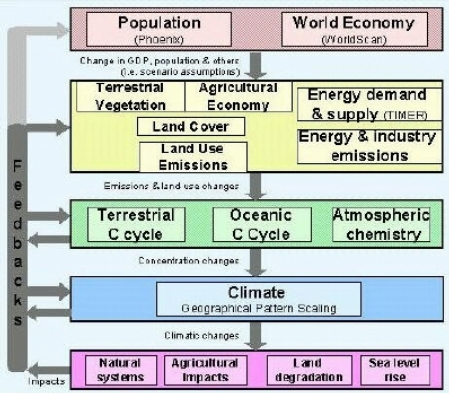 Population
(Phoenix)
World Economy
(WorldScan)
Change in GDP, population & others
(i.e. scenario assumptions)
Terrestrial
Vegetation
Agricultural
Economy
Energy demand
& supply (TIMER)
Land Cover
Energy & industry
emissions
Land Use
Emissions
Emissions & land use changes
Terrestrial
C cycle
Oceanic
C Cycle
Atmospheric
chemistry
Concentration changes
Climate
Geographical Pattern Scaling
Climatic changes
Natural
systems
Agricultural
Impacts
Land
degradation
Sea level
rise
Feedbacks
Impacts